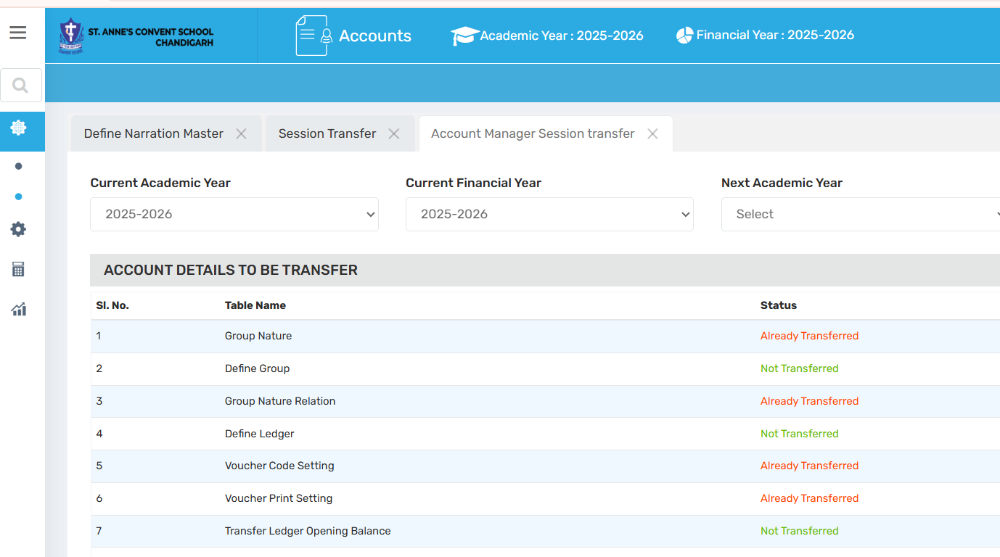 ST. ANNE'S CONVENT SCHOOL
CHANDIGARH
Accounts
Academic Year : 2025-2026
Financial Year : 2025-2026
Define Narration Master
Session Transfer
Account Manager Session transfer
Current Academic Year
Current Financial Year
Next Academic Year
2025-2026
2025-2026
Select
ACCOUNT DETAILS TO BE TRANSFER
Sl. No. Table Name Status
1 Group Nature Already Transferred
2 Define Group Not Transferred
3 Group Nature Relation Already Transferred
4 Define Ledger Not Transferred
5 Voucher Code Setting Already Transferred
6 Voucher Print Setting Already Transferred
7 Transfer Ledger Opening Balance Not Transferred